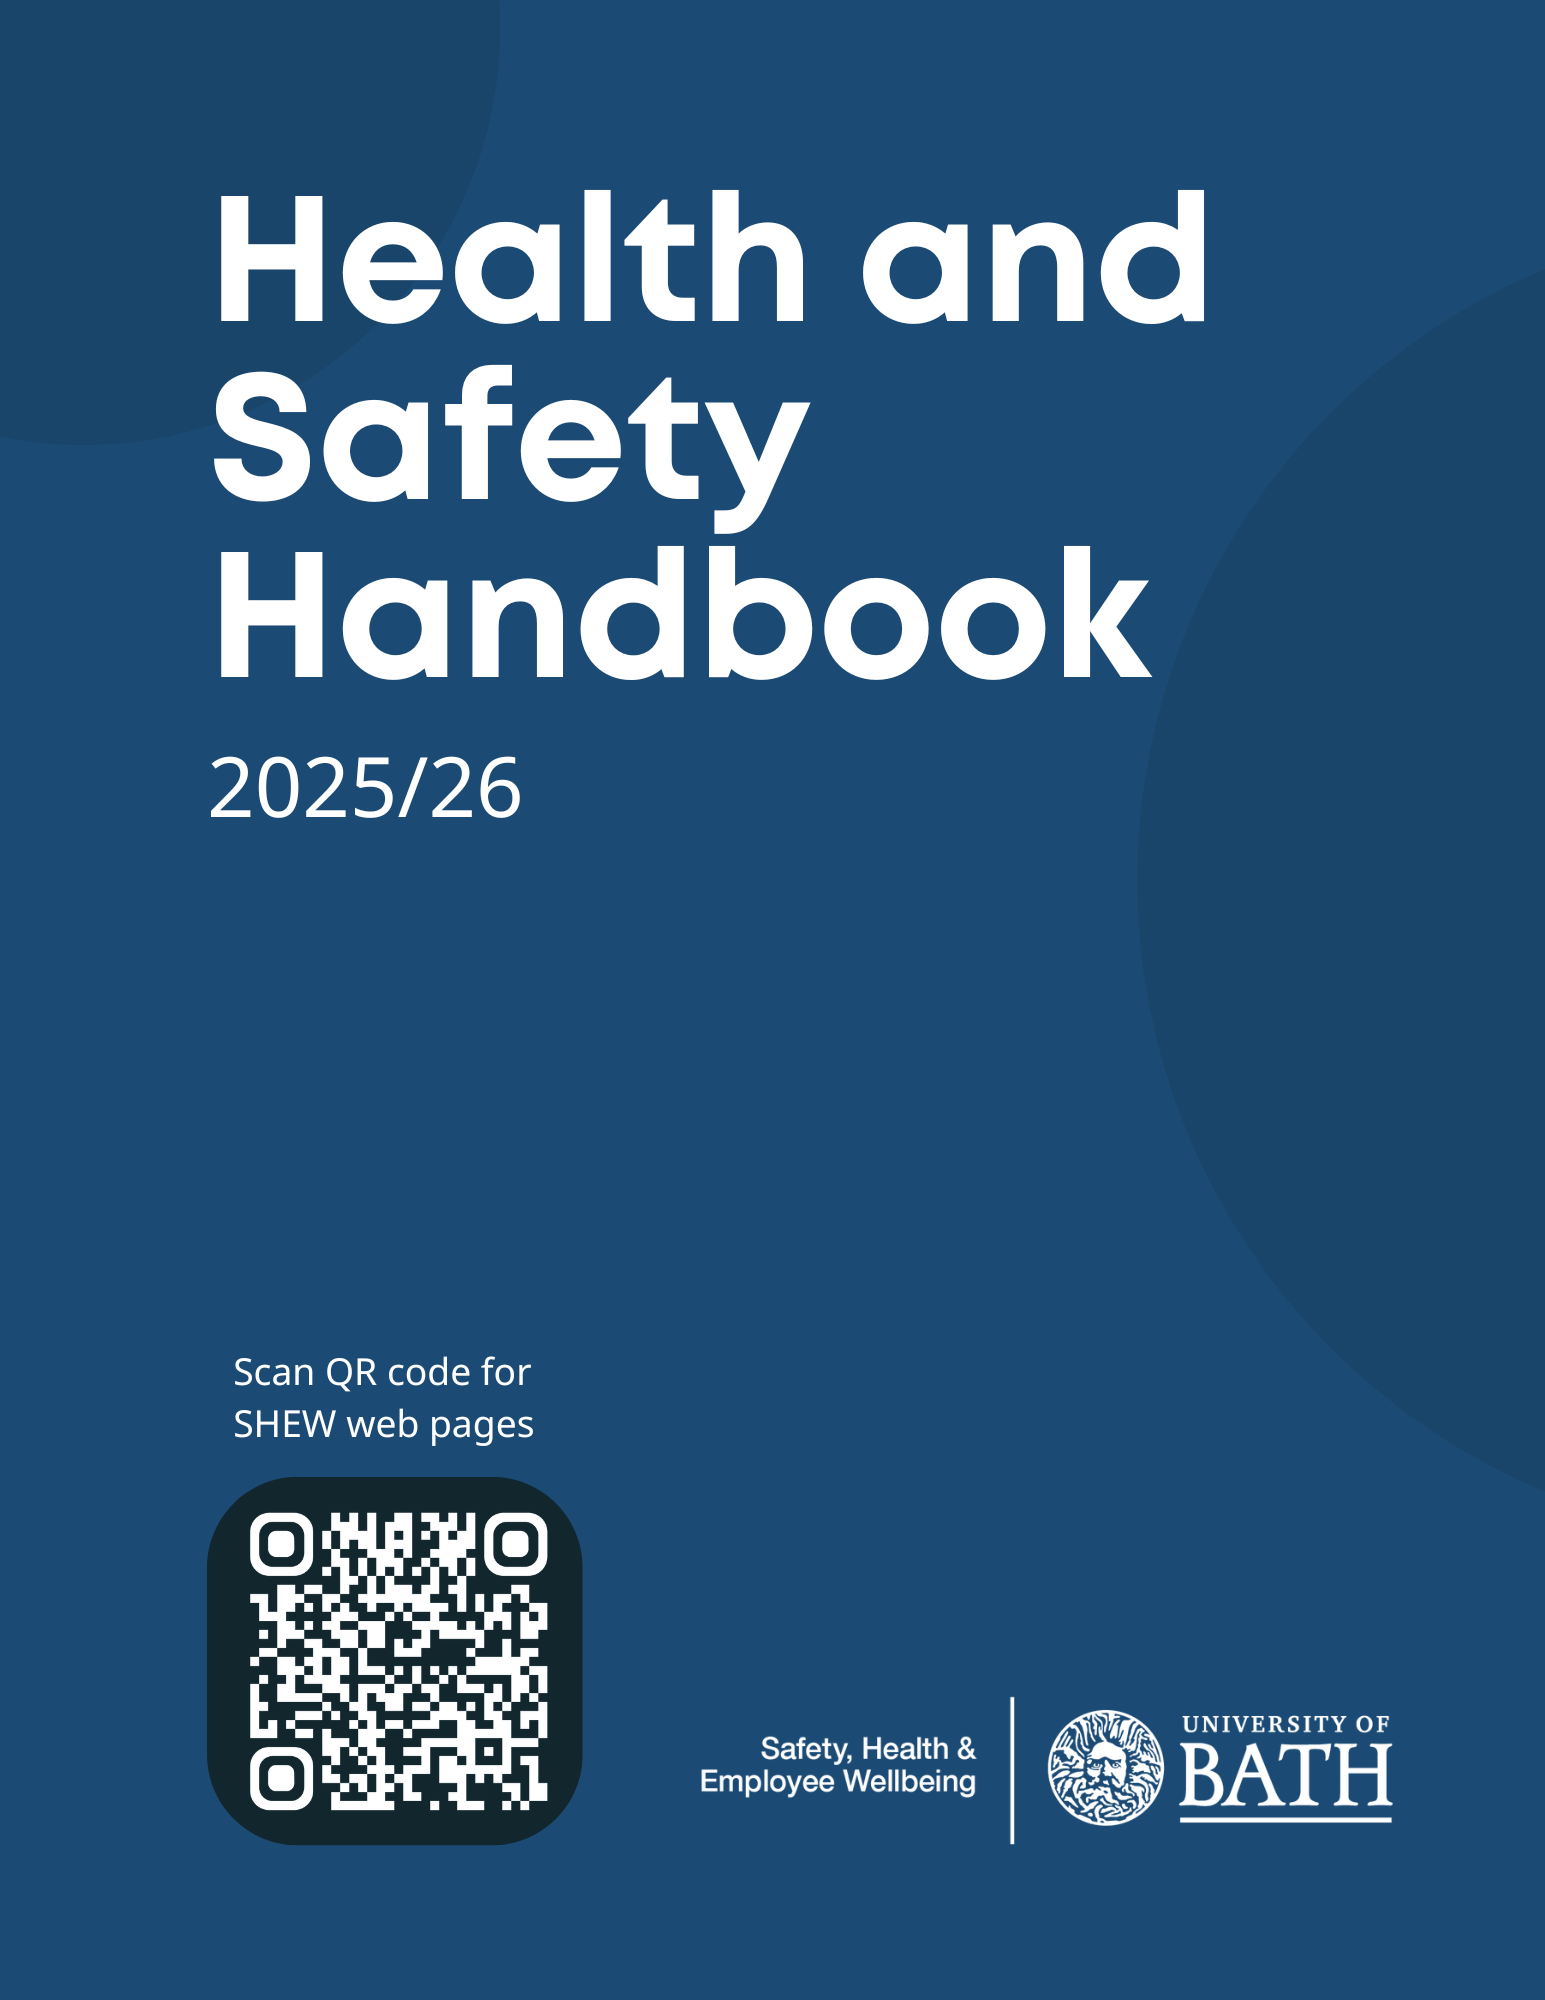 Health and
Safety
Handbook
2025/26
Scan QR code for
SHEW web pages
Safety, Health &
Employee Wellbeing
UNIVERSITY OF
BATH